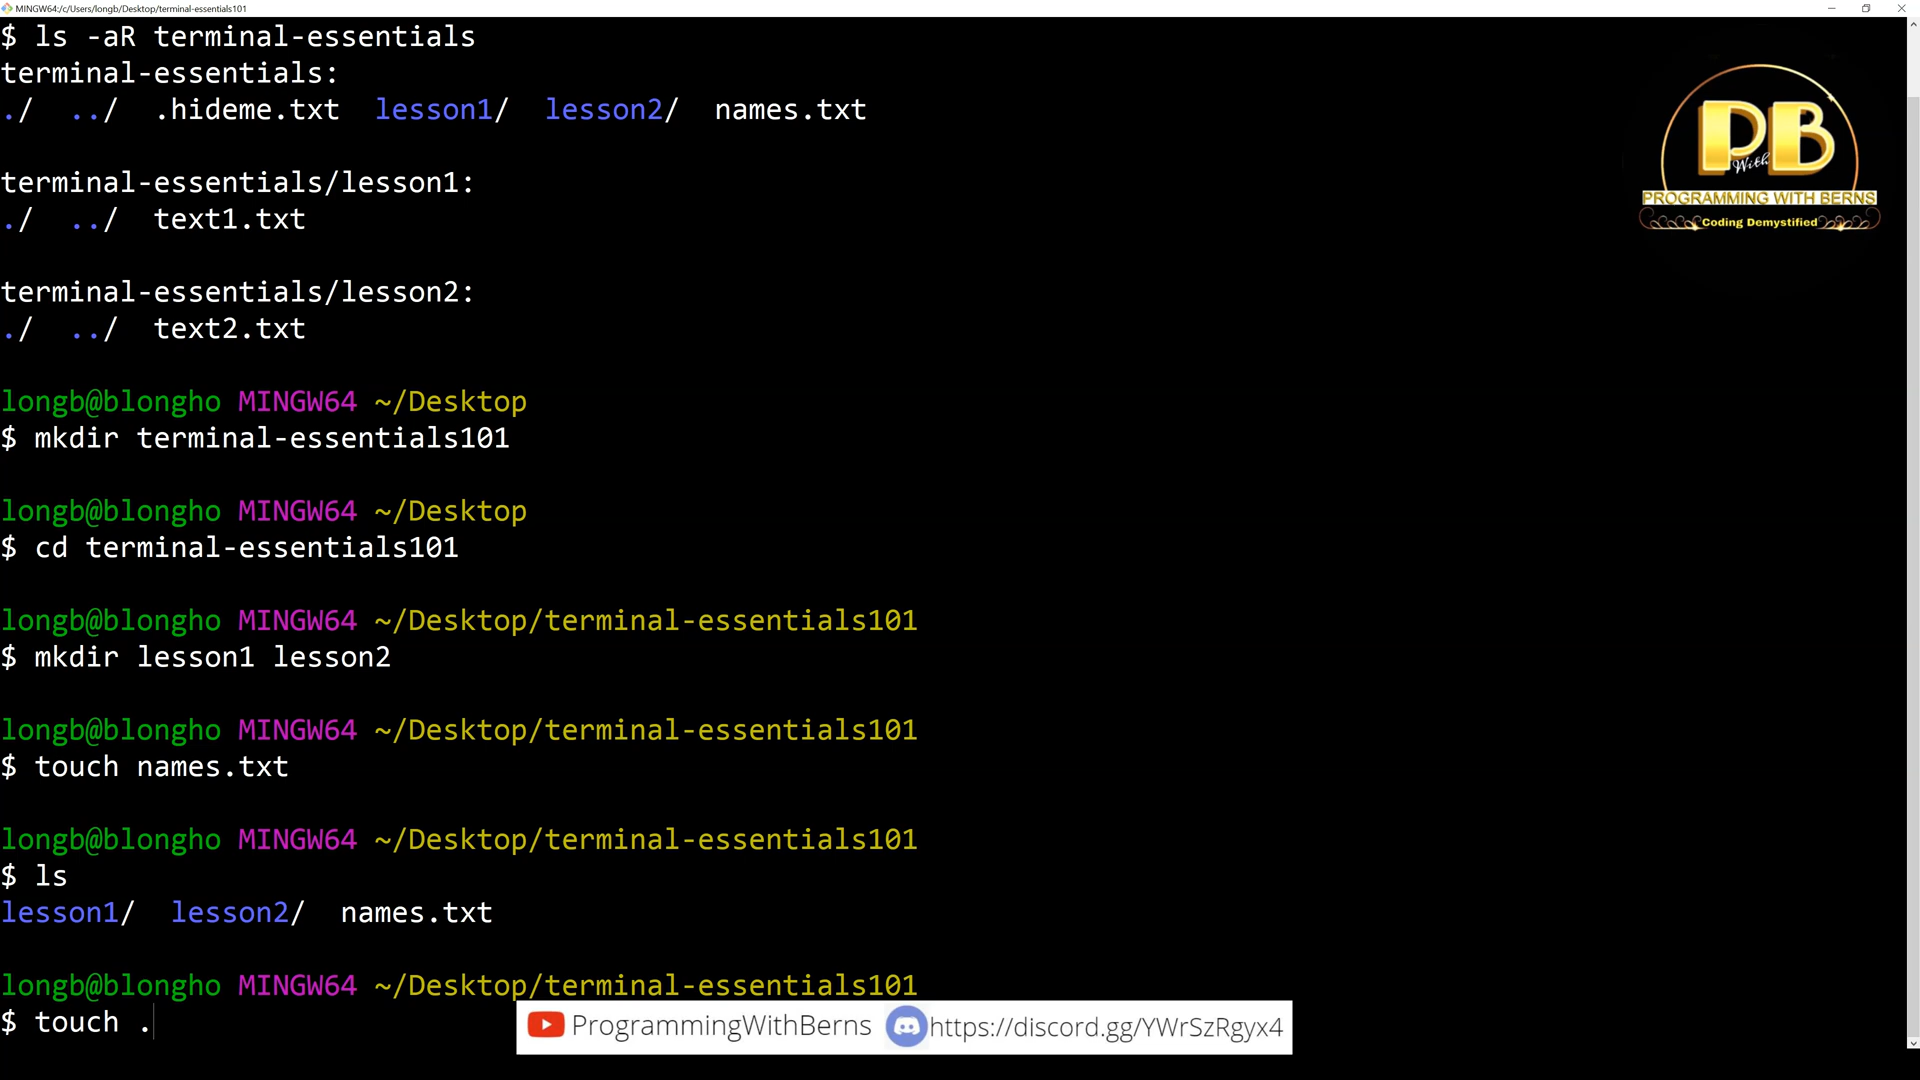 MINGW64:/c/Users/longb/Desktop/terminal-essentials101
$ ls -aR terminal-essentials
terminal-essentials:
./  ../  .hideme.txt  lesson1/  lesson2/  names.txt
terminal-essentials/lesson1:
./  ../  text1.txt
terminal-essentials/lesson2:
./  ../  text2.txt
longb@blongho MINGW64 ~/Desktop
$ mkdir terminal-essentials101
longb@blongho MINGW64 ~/Desktop
$ cd terminal-essentials101
longb@blongho MINGW64 ~/Desktop/terminal-essentials101
$ mkdir lesson1 lesson2
longb@blongho MINGW64 ~/Desktop/terminal-essentials101
$ touch names.txt
longb@blongho MINGW64 ~/Desktop/terminal-essentials101
$ ls
lesson1/  lesson2/  names.txt
longb@blongho MINGW64 ~/Desktop/terminal-essentials101
$ touch .
PB
With
PROGRAMMING WITH BERNS
Coding Demystified
ProgrammingWithBerns https://discord.gg/YWrSzRgyx4